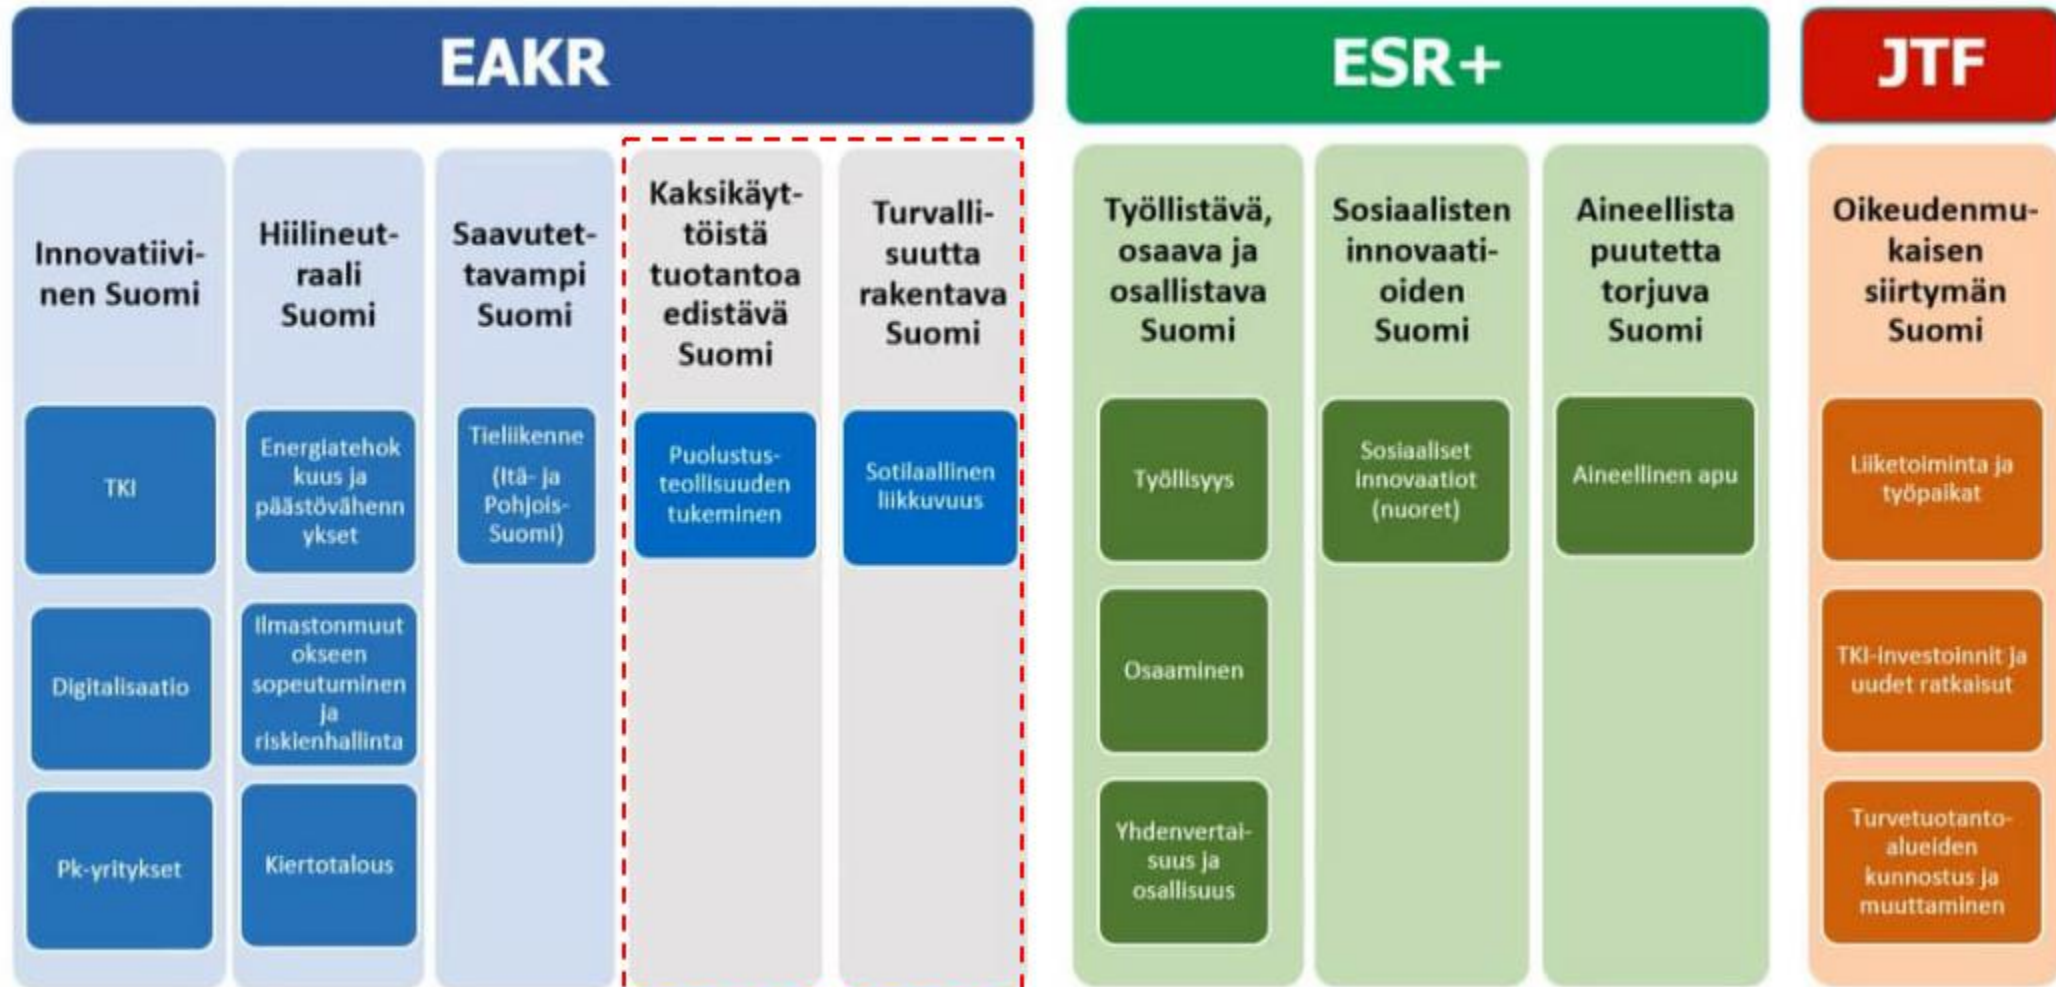 EAKR
Innovatiivi-
nen Suomi
TKI
Digitalisaatio
Pk-yritykset
Hiilineut-
raali
Suomi
Energiatehok
kuus ja
päästövähenn
ykset
Ilmastonmuut
okseen
sopeutuminen
ja
riskienhallinta
Kiertotalous
Saavutet-
tavampi
Suomi
Tieliikenne
(Itä- ja
Pohjois-
Suomi)
Kaksikäyt-
töistä
tuotantoa
edistävä
Suomi
Puolustus-
teollisuuden
tukeminen
Turvalli-
suutta
rakentava
Suomi
Sotilaallinen
liikkuvuus
ESR+
Työllistävä,
osaava ja
osallistava
Suomi
Työllisyys
Osaaminen
Yhdenvertai-
suus ja
osallisuus
Sosiaalisten
innovaati-
oiden
Suomi
Sosiaaliset
innovaatiot
(nuoret)
Aineellista
puutetta
torjuva
Suomi
Aineellinen apu
JTF
Oikeudenmu-
kaisen
siirtymän
Suomi
Liiketoiminta ja
työpaikat
TKI-investoinnit ja
uudet ratkaisut
Turvetuotanto-
alueiden
kunnostus ja
muuttaminen